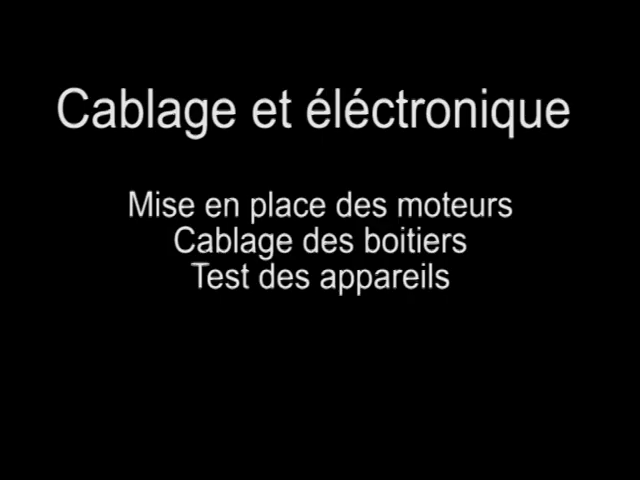 Cablage et éléctronique
Mise en place des moteurs
Cablage des boitiers
Test des appareils